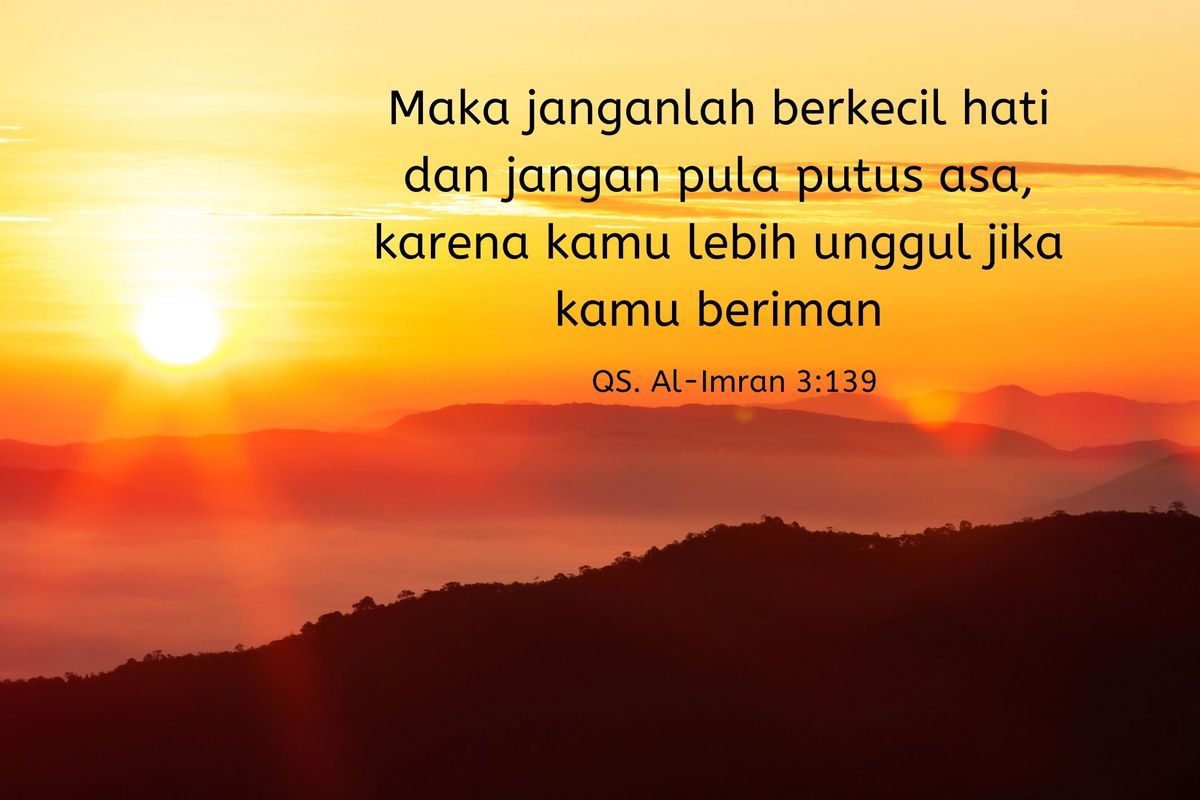 Maka janganlah berkecil hati
dan jangan pula putus asa,
karena kamu lebih unggul jika
kamu beriman
QS. Al-Imran 3:139